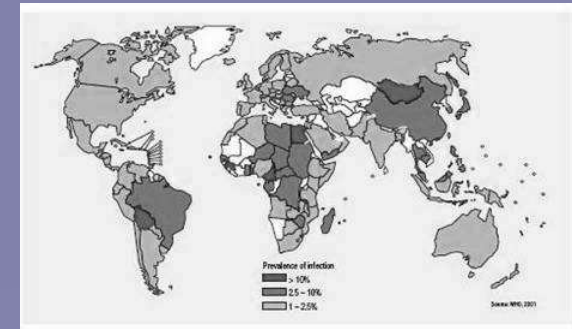 Prevalence of infection
> 10%
2.5 – 10%
1 – 2.5%
Source: WHO, 2001